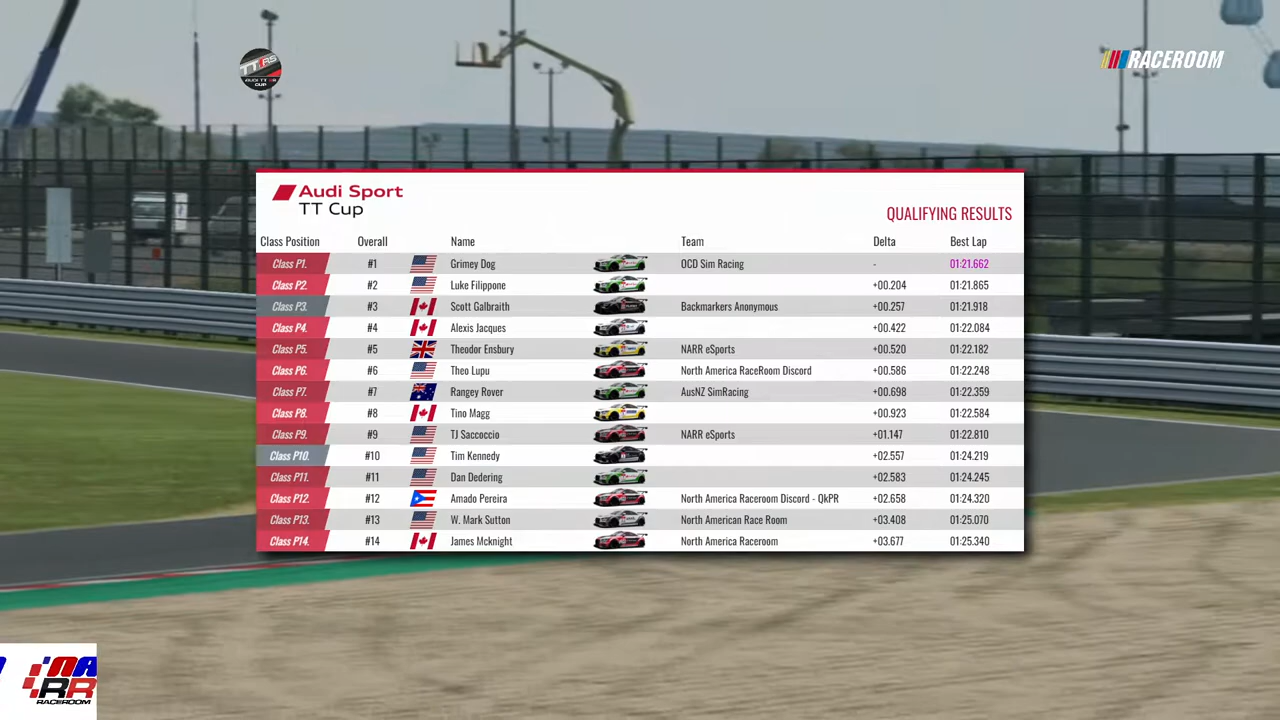 TT RS
AUDI TT RS
CUP
RACEROOM
Audi Sport
TT Cup
QUALIFYING RESULTS
Class Position Overall Name Team Delta Best Lap
Class P1. #1 Grimey Dog OCD Sim Racing - 01:21.662
Class P2. #2 Luke Filippone +00.204 01:21.865
Class P3. #3 Scott Galbraith Backmarkers Anonymous +00.257 01:21.918
Class P4. #4 Alexis Jacques +00.422 01:22.084
Class P5. #5 Theodor Ensbury NARR eSports +00.520 01:22.182
Class P6. #6 Theo Lupu North America RaceRoom Discord +00.586 01:22.248
Class P7. #7 Rangey Rover AusNZ SimRacing +00.698 01:22.359
Class P8. #8 Tino Magg +00.923 01:22.584
Class P9. #9 TJ Saccoccio NARR eSports +01.147 01:22.810
Class P10. #10 Tim Kennedy +02.557 01:24.219
Class P11. #11 Dan Dedering +02.583 01:24.245
Class P12. #12 Amado Pereira North America Raceroom Discord - QkPR +02.658 01:24.320
Class P13. #13 W. Mark Sutton North American Race Room +03.408 01:25.070
Class P14. #14 James Mcknight North America Raceroom +03.677 01:25.340
NA
RR
RACEROOM